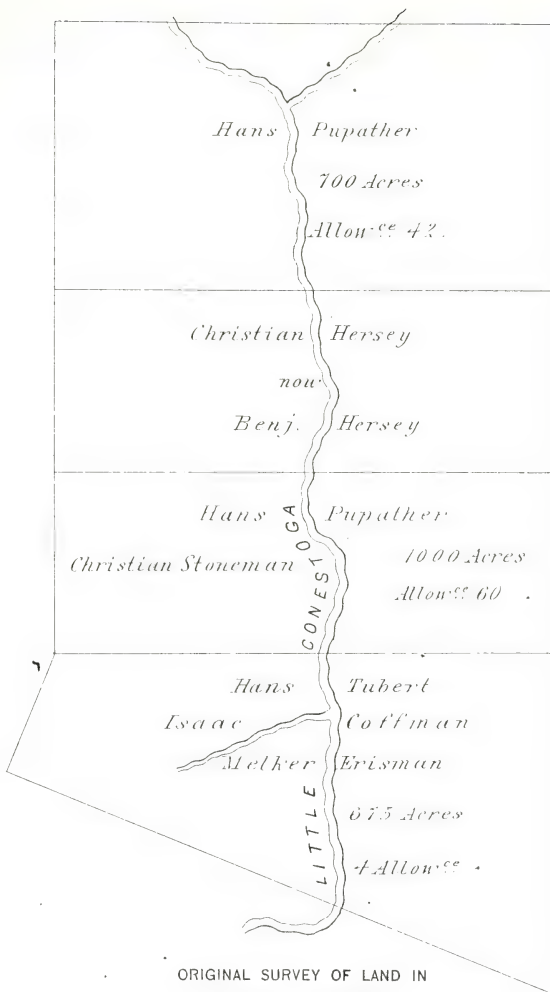 Hans Pupather
700 Acres
Allow.ce 42.
Christian Hersey
now
Benj. Hersey
Hans Pupather
Christian Stoneman
1000 Acres
Allow.ce 60
CONESTOGA
Hans Tubert
Isaac Coffman
Melker Erisman
675 Acres
LITTLE
+ Allow.ce
ORIGINAL SURVEY OF LAND IN